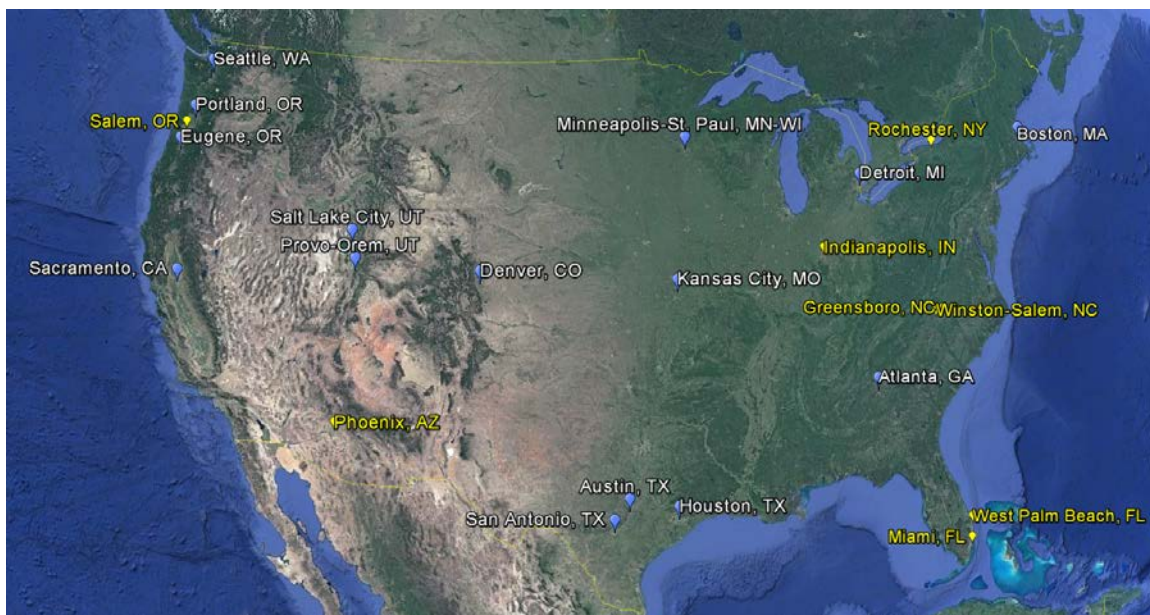 Seattle, WA
Portland, OR
Salem, OR
Eugene, OR
Minneapolis-St. Paul, MN-WI
Rochester, NY
Boston, MA
Detroit, MI
Salt Lake City, UT
Provo-Orem, UT
Indianapolis, IN
Sacramento, CA
Denver, CO
Kansas City, MO
Greensboro, NC
Winston-Salem, NC
Atlanta, GA
Phoenix, AZ
Austin, TX
Houston, TX
San Antonio, TX
West Palm Beach, FL
Miami, FL